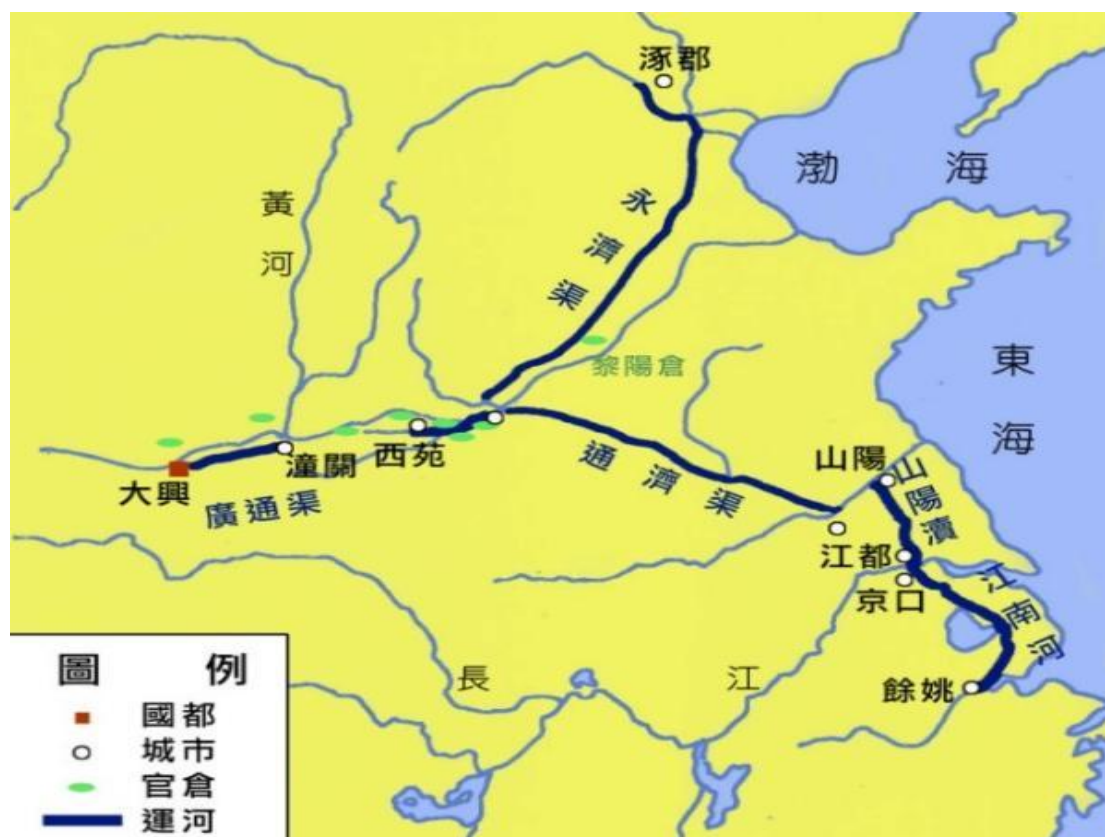 涿郡
渤海
黃河
永濟渠
東海
黎陽倉
西苑
潼關
大興
廣通渠
通濟渠
山陽
山陽瀆
江都
京口
江南河
長江
餘姚
圖例
國都
城市
官倉
運河